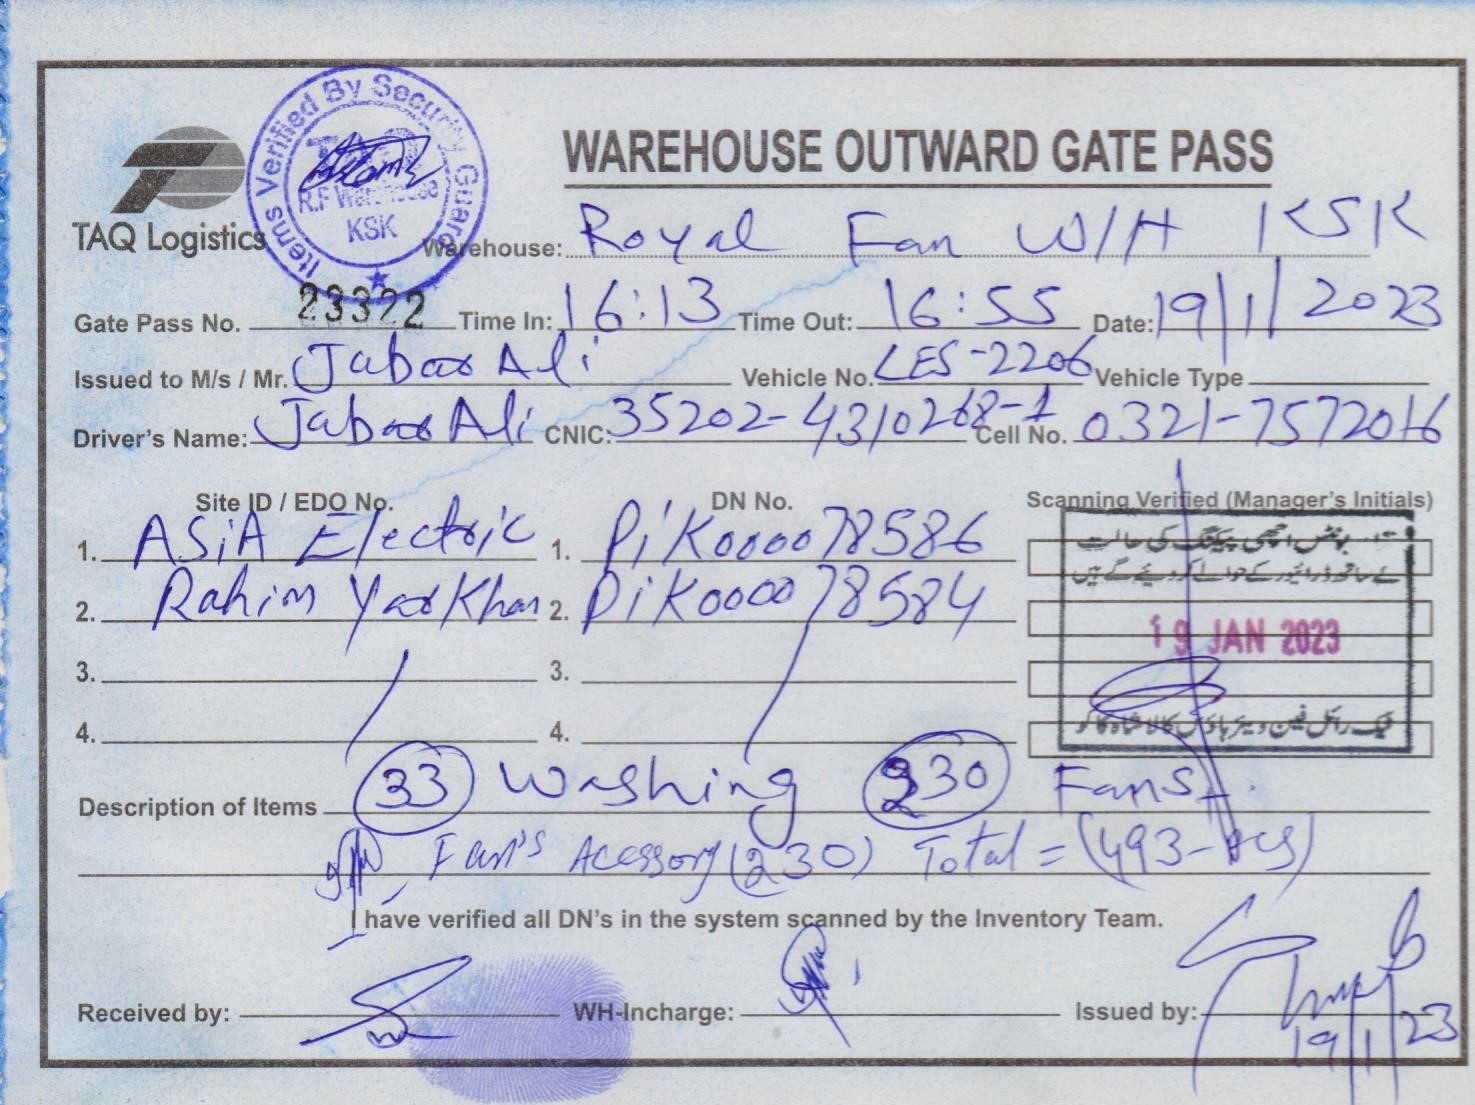 Items Verified By Security Guard
TAQ
R.F Warehouse
KSK
TAQ Logistics
WAREHOUSE OUTWARD GATE PASS
Warehouse: Royal Fan W/H KSK
Gate Pass No. 23322 Time In: 16:13 Time Out: 16:55 Date: 19/1/2023
Issued to M/s / Mr. Jabar Ali Vehicle No. LES-2206 Vehicle Type
Driver's Name: Jabar Ali CNIC: 35202-4310268-1 Cell No. 0321-7572016
Site ID / EDO No. DN No. Scanning Verified (Manager's Initials)
1. ASiA Electric 1. PiK000078586
2. Rahim Yar Khan 2. PiK000078584
3. 3.
4. 4.
19 JAN 2023
Description of Items 33 Washing 230 Fans
Fan's Acessory (230) Total = (493-pcs)
I have verified all DN's in the system scanned by the Inventory Team.
Received by: WH-Incharge: Issued by:
19/1/23